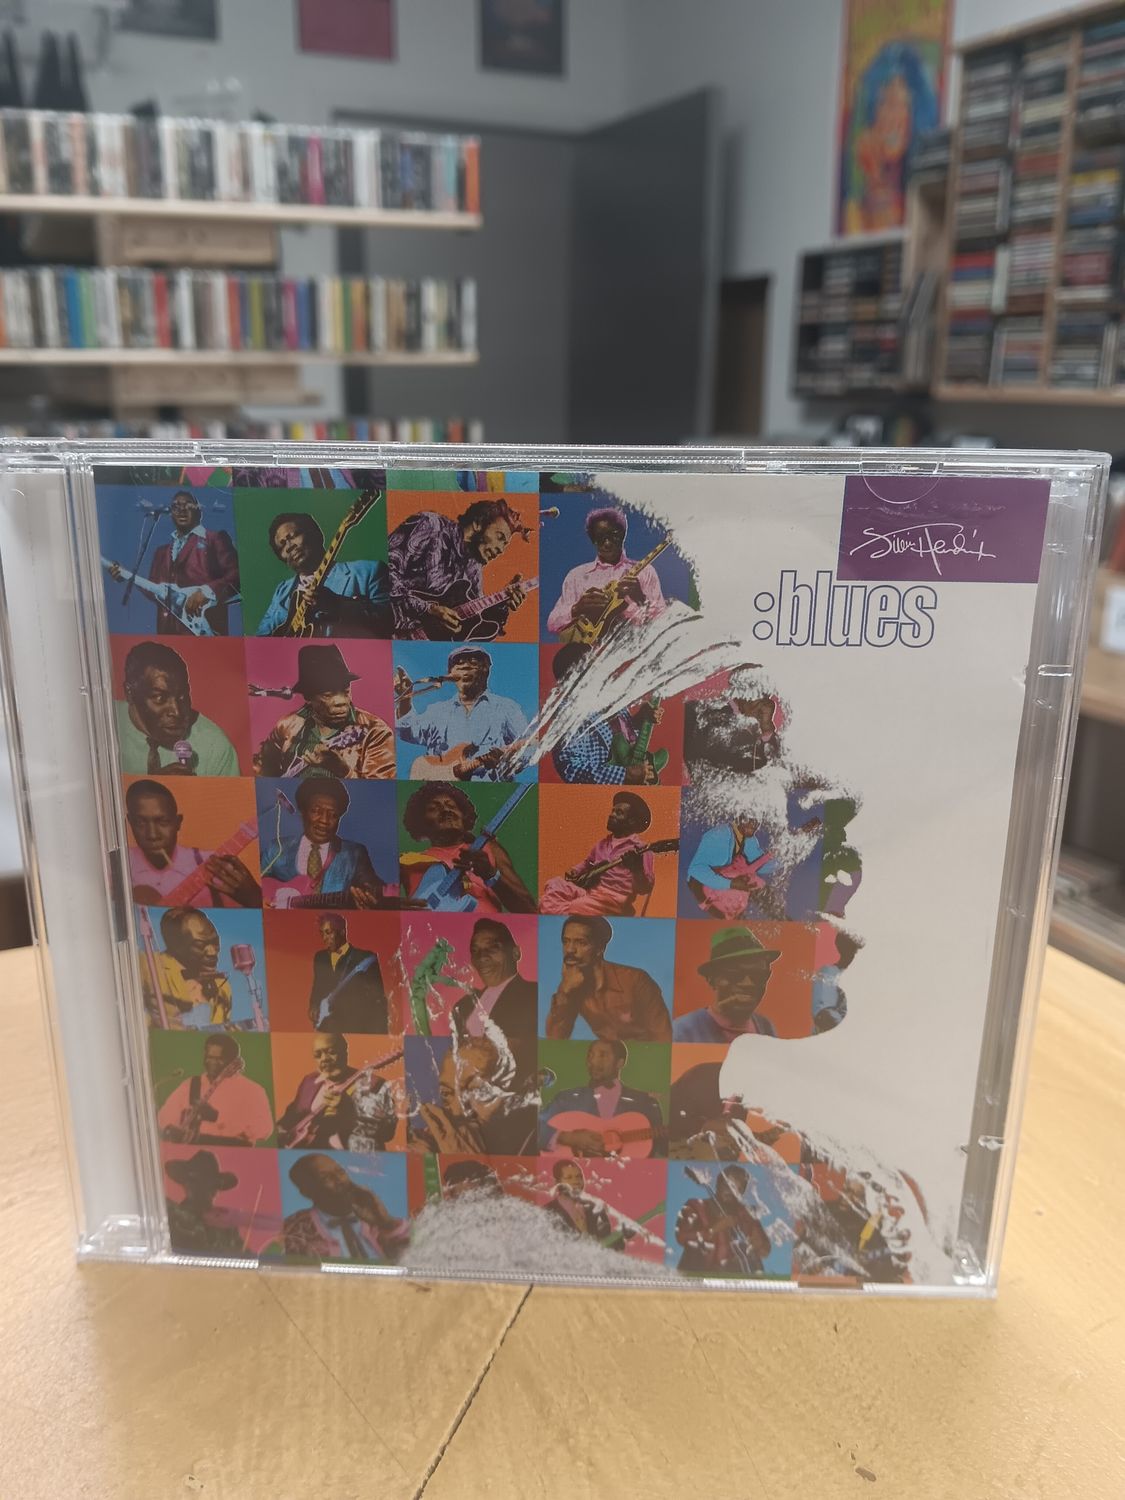 Jimi Hendrix
:blues